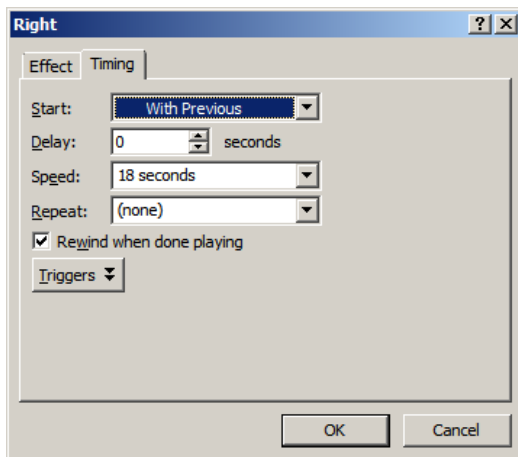 Right
Effect Timing
Start: With Previous
Delay: 0 seconds
Speed: 18 seconds
Repeat: (none)
Rewind when done playing
Triggers
OK Cancel